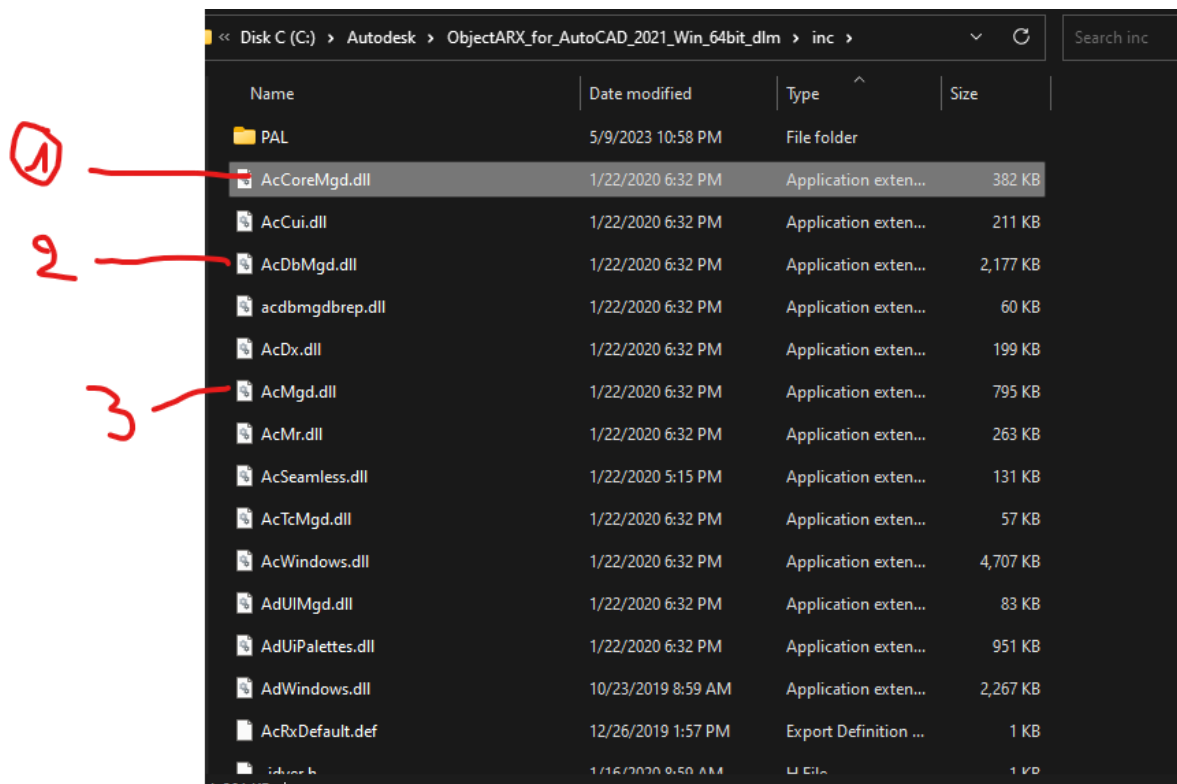 « Disk C (C:) › Autodesk › ObjectARX_for_AutoCAD_2021_Win_64bit_dlm › inc › Search inc
Name Date modified Type Size
PAL 5/9/2023 10:58 PM File folder
1 AcCoreMgd.dll 1/22/2020 6:32 PM Application exten... 382 KB
AcCui.dll 1/22/2020 6:32 PM Application exten... 211 KB
2 AcDbMgd.dll 1/22/2020 6:32 PM Application exten... 2,177 KB
acdbmgdbrep.dll 1/22/2020 6:32 PM Application exten... 60 KB
AcDx.dll 1/22/2020 6:32 PM Application exten... 199 KB
3 AcMgd.dll 1/22/2020 6:32 PM Application exten... 795 KB
AcMr.dll 1/22/2020 6:32 PM Application exten... 263 KB
AcSeamless.dll 1/22/2020 5:15 PM Application exten... 131 KB
AcTcMgd.dll 1/22/2020 6:32 PM Application exten... 57 KB
AcWindows.dll 1/22/2020 6:32 PM Application exten... 4,707 KB
AdUIMgd.dll 1/22/2020 6:32 PM Application exten... 83 KB
AdUiPalettes.dll 1/22/2020 6:32 PM Application exten... 951 KB
AdWindows.dll 10/23/2019 8:59 AM Application exten... 2,267 KB
AcRxDefault.def 12/26/2019 1:57 PM Export Definition ... 1 KB
1/16/2020 9:59 AM H File 1 KB